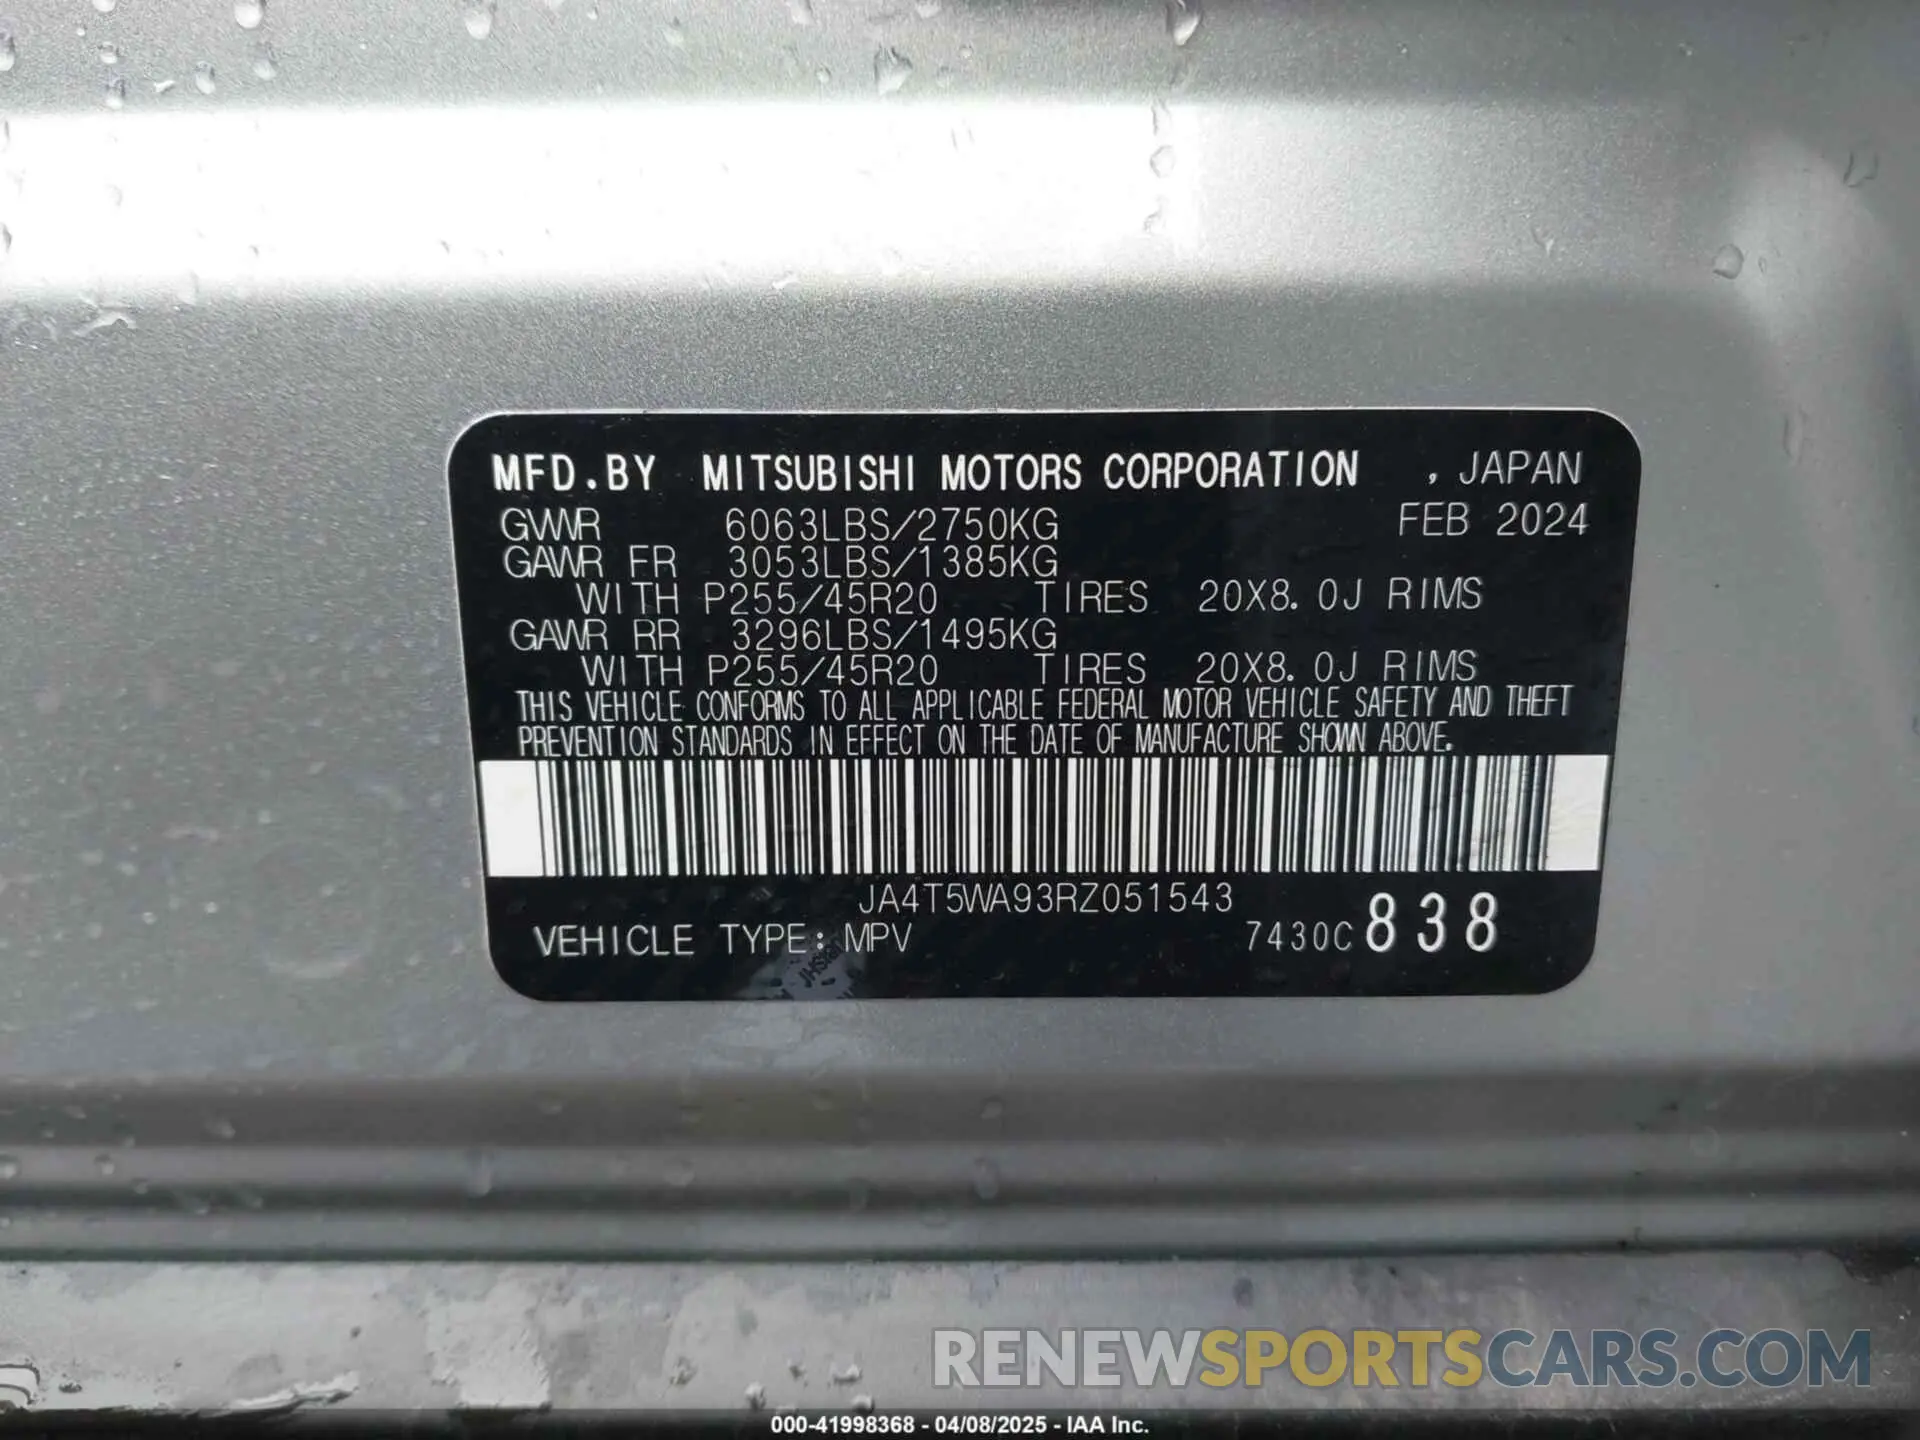 MFD.BY MITSUBISHI MOTORS CORPORATION , JAPAN
GVWR 6063LBS/2750KG FEB 2024
GAWR FR 3053LBS/1385KG
WITH P255/45R20 TIRES 20X8.0J RIMS
GAWR RR 3296LBS/1495KG
WITH P255/45R20 TIRES 20X8.0J RIMS
THIS VEHICLE CONFORMS TO ALL APPLICABLE FEDERAL MOTOR VEHICLE SAFETY AND THEFT
PREVENTION STANDARDS IN EFFECT ON THE DATE OF MANUFACTURE SHOWN ABOVE.
JA4T5WA93RZ051543
VEHICLE TYPE: MPV 7430C 838
RENEWSPORTSCARS.COM
000-41998368 - 04/08/2025 - IAA Inc.